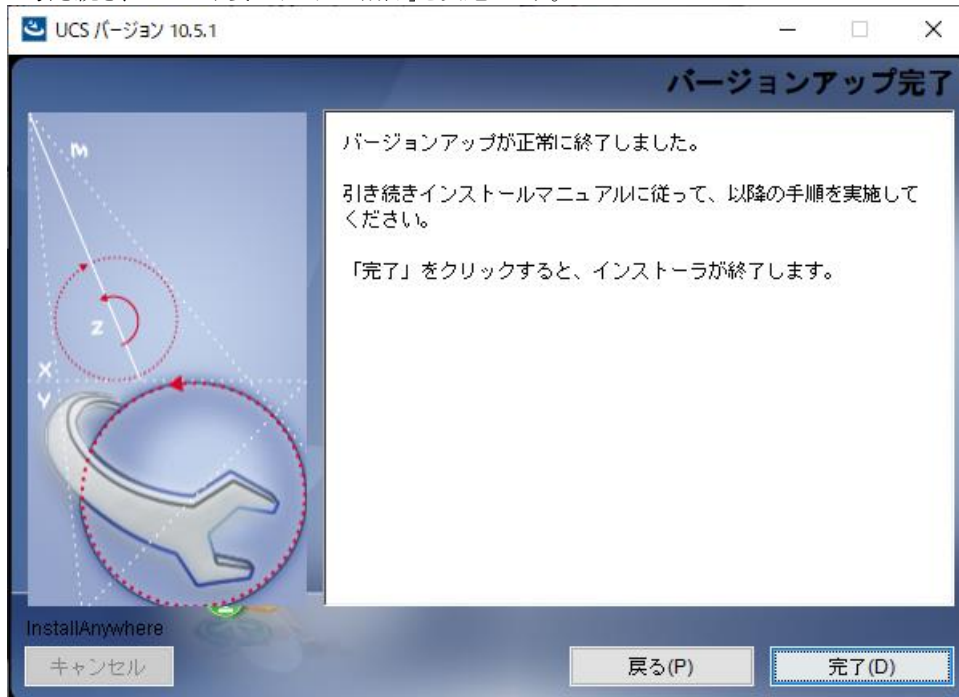 UCS バージョン 10.5.1
バージョンアップ完了
バージョンアップが正常に終了しました。
引き続きインストールマニュアルに従って、以降の手順を実施して
ください。
「完了」をクリックすると、インストーラが終了します。
M
Z
X
Y
InstallAnywhere
キャンセル
戻る(P)
完了(D)